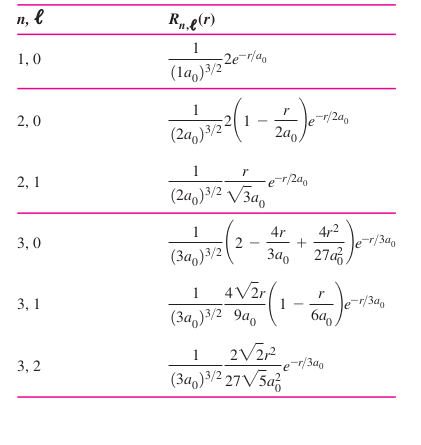 n, ℓ R_{n,ℓ}(r)
1, 0 \frac{1}{(1a_0)^{3/2}} 2e^{-r/a_0}
2, 0 \frac{1}{(2a_0)^{3/2}} 2\left(1 - \frac{r}{2a_0}\right)e^{-r/2a_0}
2, 1 \frac{1}{(2a_0)^{3/2}} \frac{r}{\sqrt{3}a_0} e^{-r/2a_0}
3, 0 \frac{1}{(3a_0)^{3/2}} \left(2 - \frac{4r}{3a_0} + \frac{4r^2}{27a_0^2}\right)e^{-r/3a_0}
3, 1 \frac{1}{(3a_0)^{3/2}} \frac{4\sqrt{2}r}{9a_0} \left(1 - \frac{r}{6a_0}\right)e^{-r/3a_0}
3, 2 \frac{1}{(3a_0)^{3/2}} \frac{2\sqrt{2}r^2}{27\sqrt{5}a_0^2} e^{-r/3a_0}